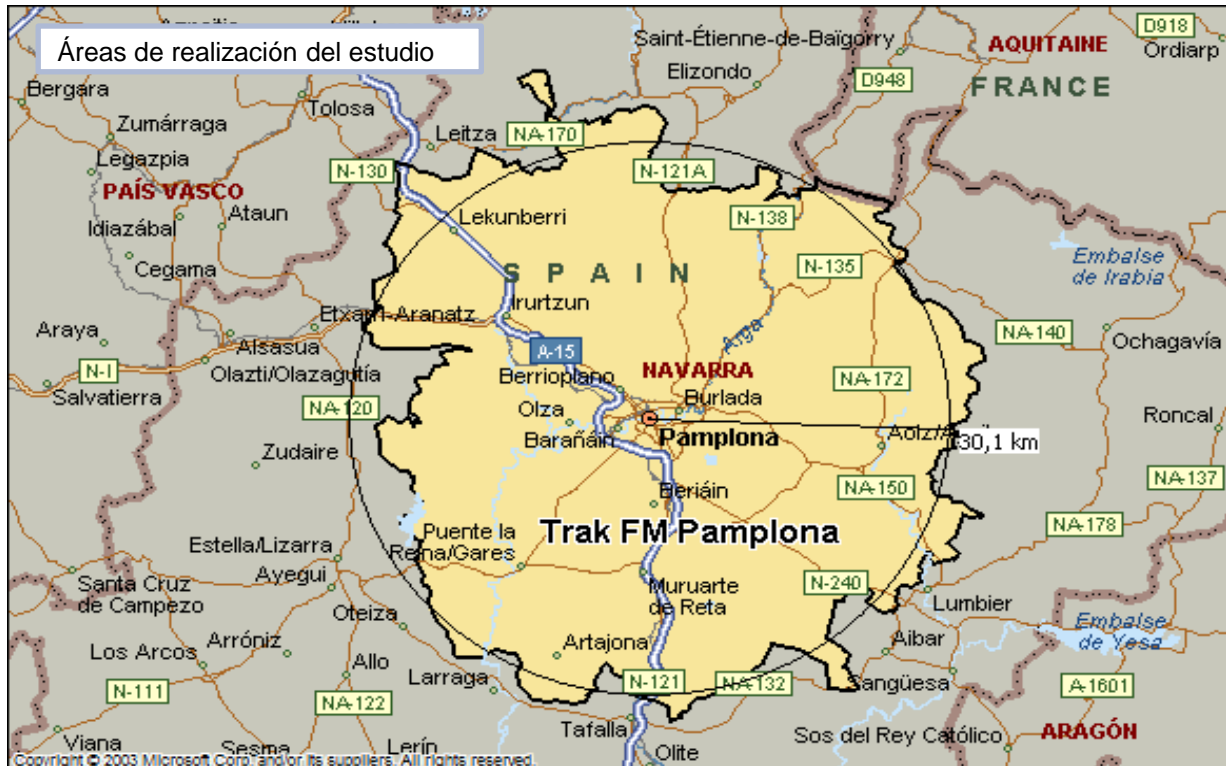 Áreas de realización del estudio
D918
Saint-Étienne-de-Baïgorry
AQUITAINE
Ordiarp
Elizondo
D948
FRANCE
Bergara
Tolosa
Zumárraga
Leitza
NA-170
Legazpia
N-130
N-121A
PAÍS VASCO
Ataun
Lekunberri
N-138
Idiazábal
Cegama
SPAIN
N-135
Embalse
de Irabia
Irurtzun
Etxarri-Aranatz
Araya
NA-140
Ochagavía
Alsasua
A-15
Arga
N-I
Olazti/Olazagutía
Berrioplano
NAVARRA
NA-172
Salvatierra
NA-120
Olza
Burlada
Roncal
Barañáin
Pamplona
30,1 km
Zudaire
Beriáin
NA-150
NA-137
Puente la
Reina/Gares
Trak FM Pamplona
NA-178
Estella/Lizarra
Ayegui
Santa Cruz
de Campezo
Muruarte
de Reta
N-240
Lumbier
Oteiza
Embalse
de Yesa
Arróniz
Artajona
Aibar
Los Arcos
Allo
Larraga
N-121
NA-132
Sangüesa
A-1601
N-111
NA-122
Tafalla
ARAGÓN
Sos del Rey Católico
Viana
Sesma
Lerín
Olite
Copyright © 2003 Microsoft Corp. and/or its suppliers. All rights reserved.